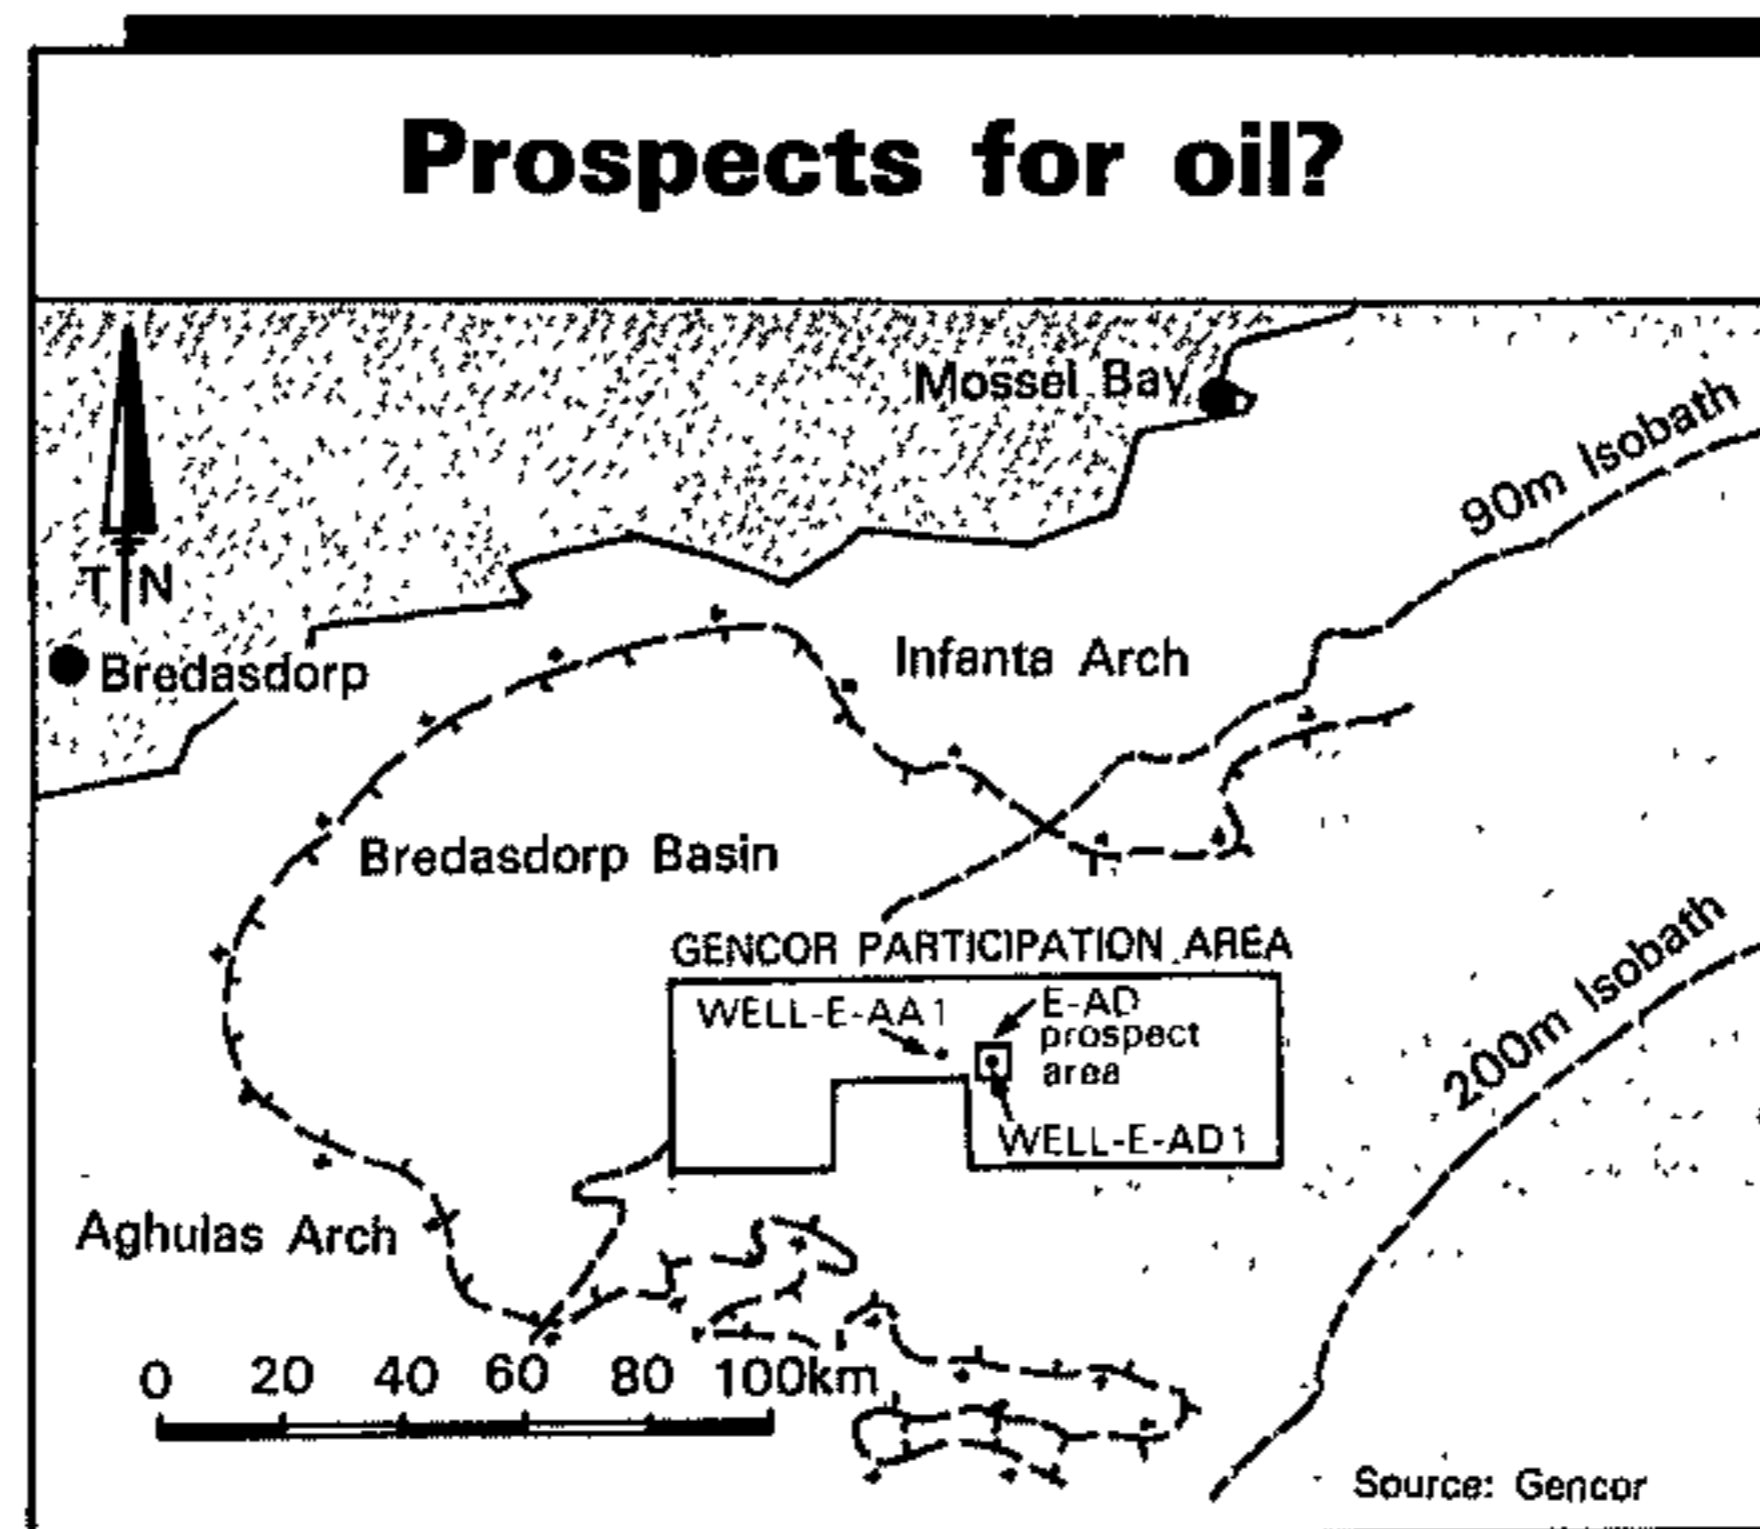 Prospects for oil?
Mossel Bay
90m Isobath
T N
Bredasdorp
Infanta Arch
Bredasdorp Basin
200m Isobath
GENCOR PARTICIPATION AREA
WELL-E-AA1
E-AD
prospect
area
WELL-E-AD1
Aghulas Arch
0 20 40 60 80 100km
Source: Gencor